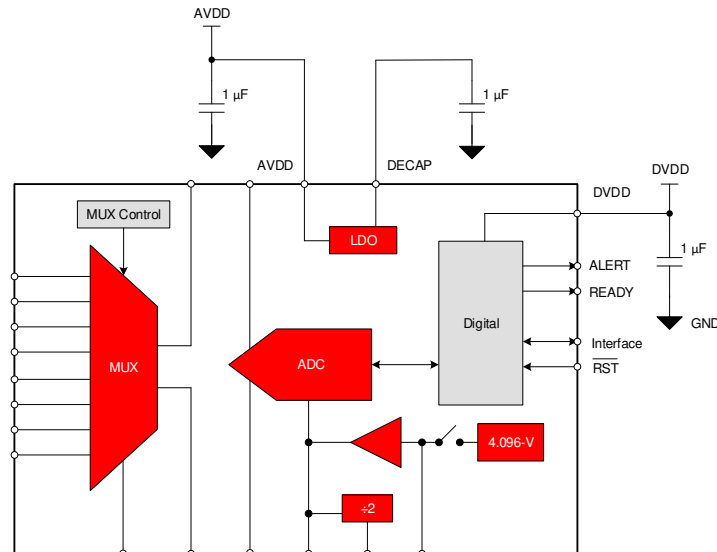 AVDD
1 µF
1 µF
AVDD
DECAP
DVDD
DVDD
MUX Control
LDO
1 µF
ALERT
READY
Digital
GND
Interface
RST
MUX
ADC
4.096-V
÷2